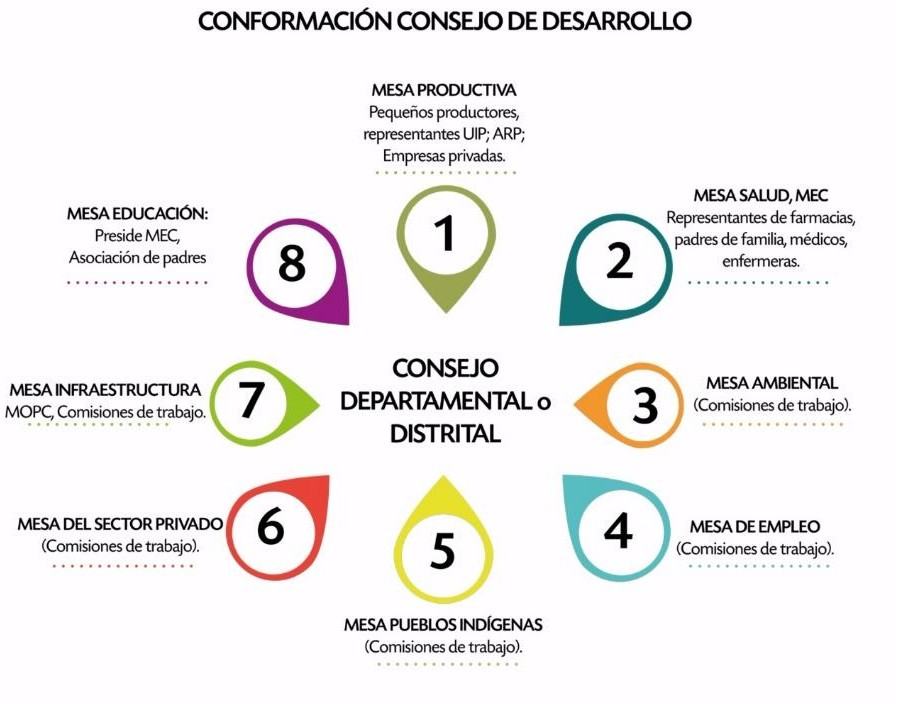 CONFORMACIÓN CONSEJO DE DESARROLLO
MESA PRODUCTIVA
Pequeños productores,
representantes UIP; ARP;
Empresas privadas.
1
MESA SALUD, MEC
Representantes de farmacias,
padres de familia, médicos,
enfermeras.
2
MESA AMBIENTAL
(Comisiones de trabajo).
3
MESA DE EMPLEO
(Comisiones de trabajo).
4
MESA PUEBLOS INDÍGENAS
(Comisiones de trabajo).
5
MESA DEL SECTOR PRIVADO
(Comisiones de trabajo).
6
MESA INFRAESTRUCTURA
MOPC, Comisiones de trabajo.
7
MESA EDUCACIÓN:
Preside MEC,
Asociación de padres
8
CONSEJO
DEPARTAMENTAL o
DISTRITAL